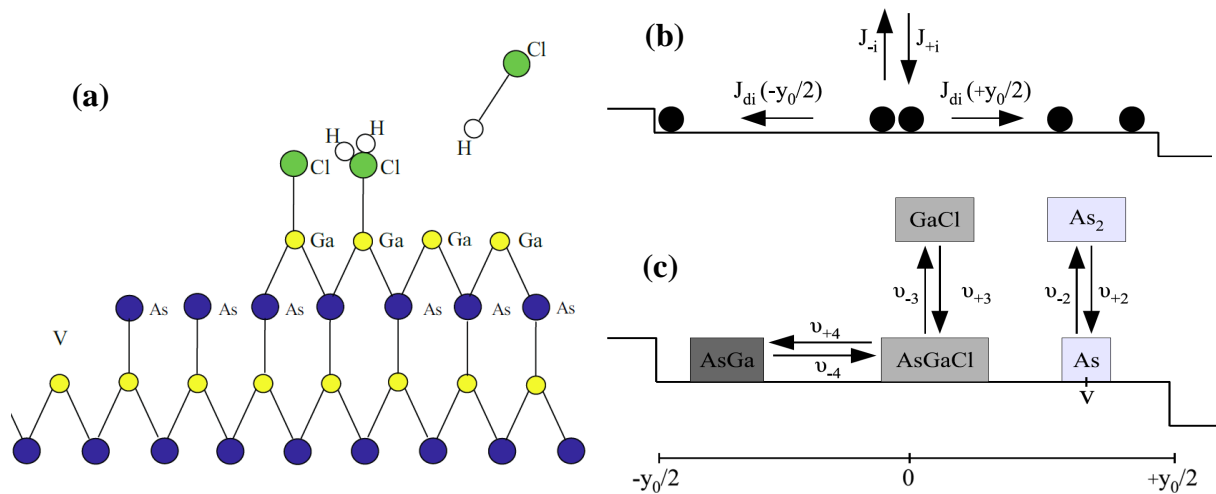 (a)
Cl
H
H
H
Cl
Cl
Ga
Ga
Ga
Ga
V
As
As
As
As
As
As
(b)
J-i
J+i
Jdi(-y0/2)
Jdi(+y0/2)
(c)
GaCl
As2
υ-3
υ+3
υ-2
υ+2
AsGa
υ+4
υ-4
AsGaCl
As
V
-y0/2
0
+y0/2